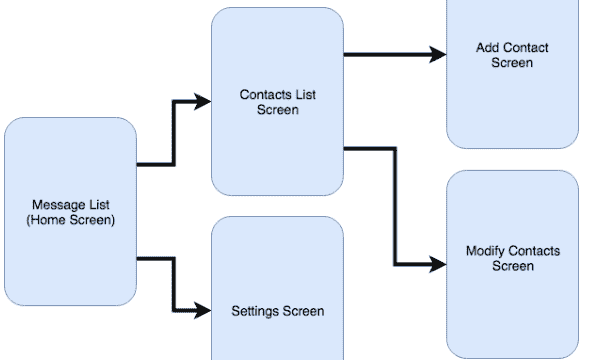 Message List
(Home Screen)
Contacts List
Screen
Settings Screen
Add Contact
Screen
Modify Contacts
Screen